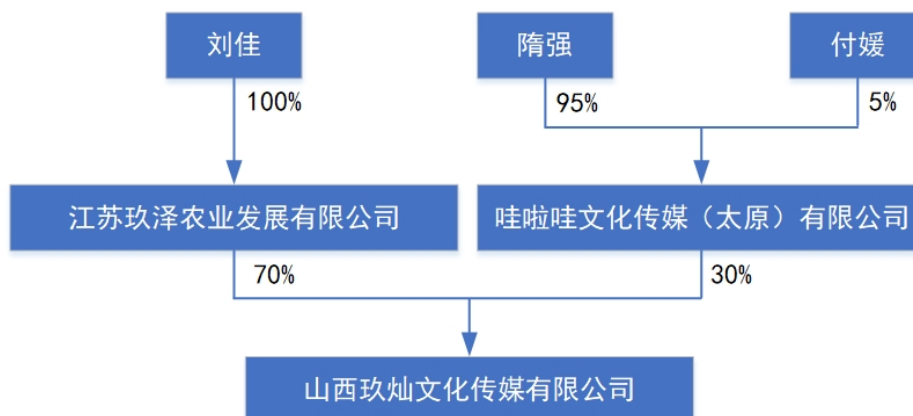 刘佳
隋强
付媛
100%
95%
5%
江苏玖泽农业发展有限公司
哇啦哇文化传媒（太原）有限公司
70%
30%
山西玖灿文化传媒有限公司